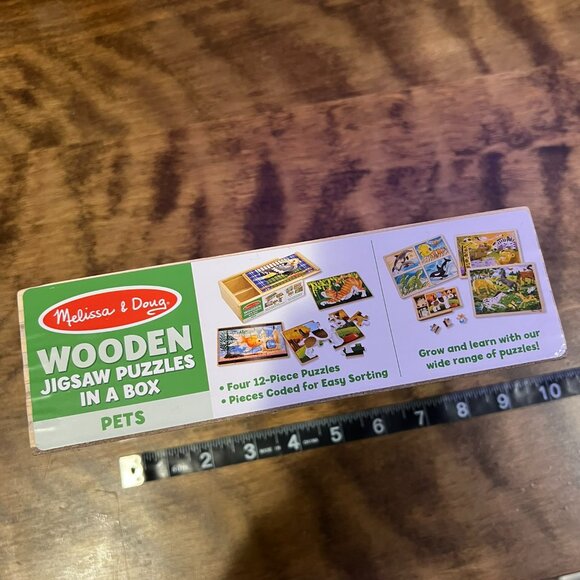 Melissa & Doug
WOODEN
JIGSAW PUZZLES
IN A BOX
PETS
• Four 12-Piece Puzzles
• Pieces Coded for Easy Sorting
Grow and learn with our
wide range of puzzles!
2 3 4 5 6 7 8 9 10